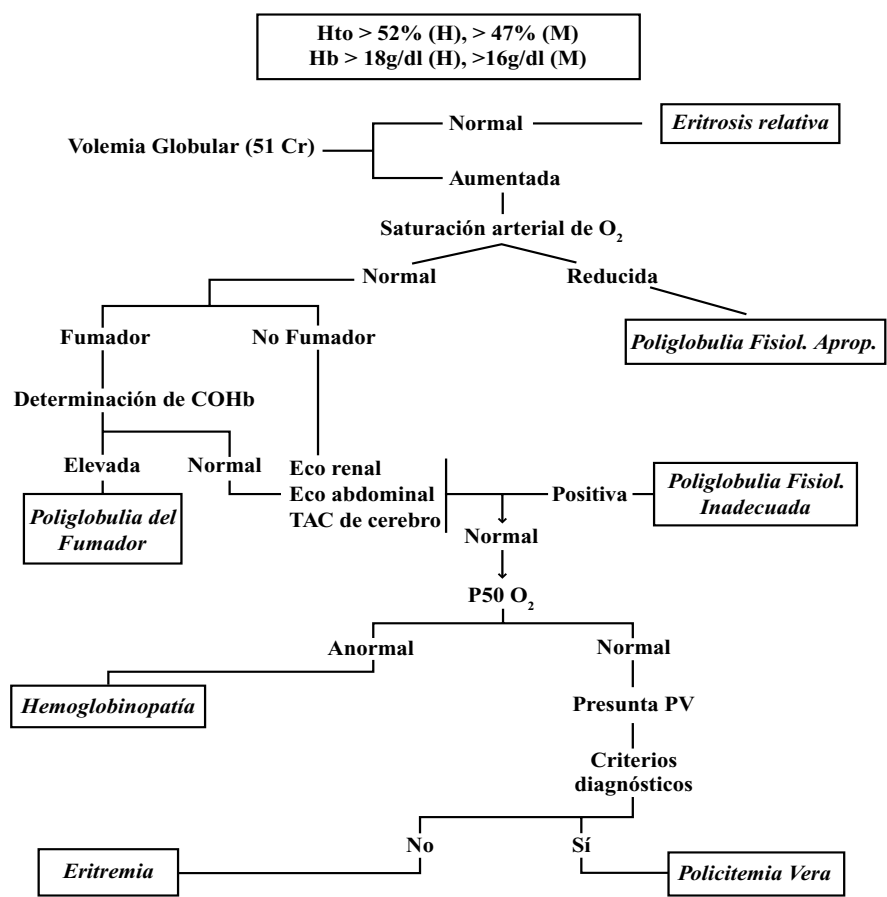 Hto > 52% (H), > 47% (M)
Hb > 18g/dl (H), >16g/dl (M)
Normal
Eritrosis relativa
Volemia Globular (51 Cr)
Aumentada
Saturación arterial de O₂
Normal
Reducida
Fumador
No Fumador
Poliglobulia Fisiol. Aprop.
Determinación de COHb
Elevada
Normal
Eco renal
Eco abdominal
TAC de cerebro
Positiva
Poliglobulia Fisiol.
Inadecuada
Poliglobulia del
Fumador
Normal
P50 O₂
Anormal
Normal
Hemoglobinopatía
Presunta PV
Criterios
diagnósticos
No
Sí
Eritremia
Policitemia Vera